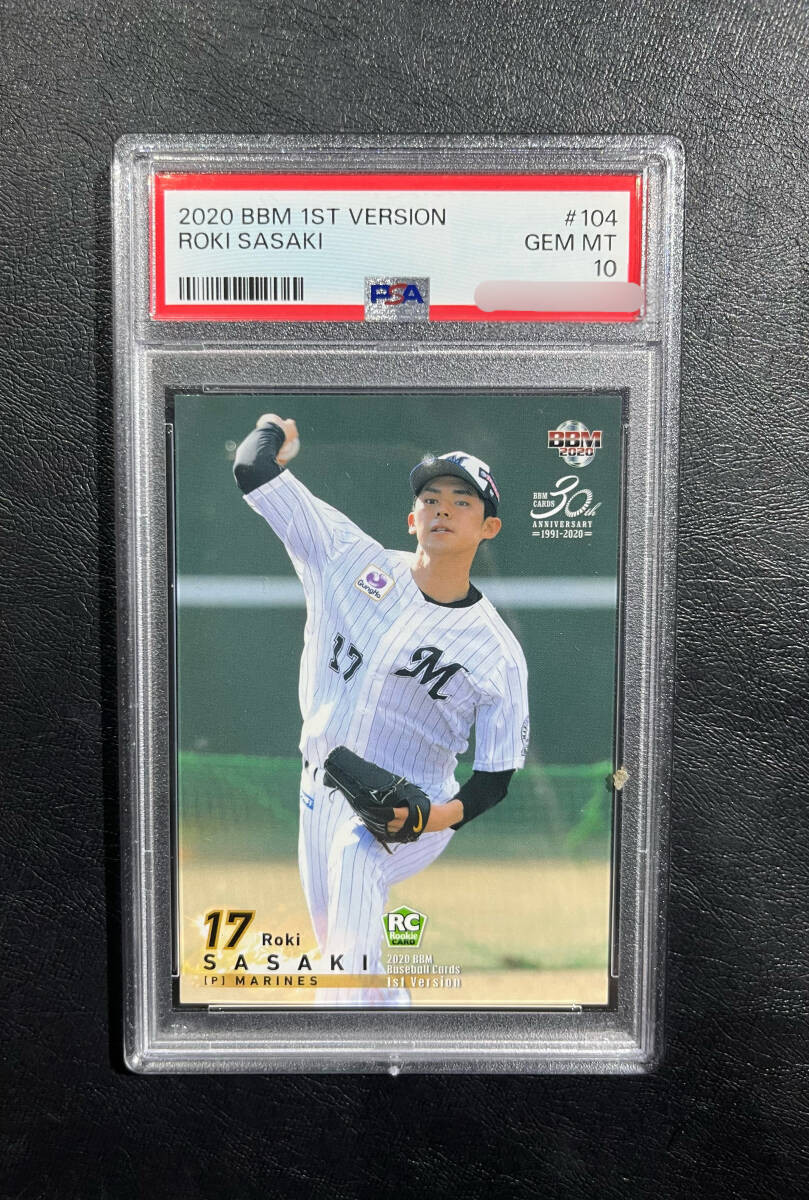 2020 BBM 1ST VERSION #104
ROKI SASAKI GEM MT
10
PSA
BBM
2020
BBM
CARDS 30th
ANNIVERSARY
1991-2020
M
GungHo
17
M
17 Roki
SASAKI
[P] MARINES
RC
Rookie
CARD
2020 BBM
Baseball Cards
1st Version